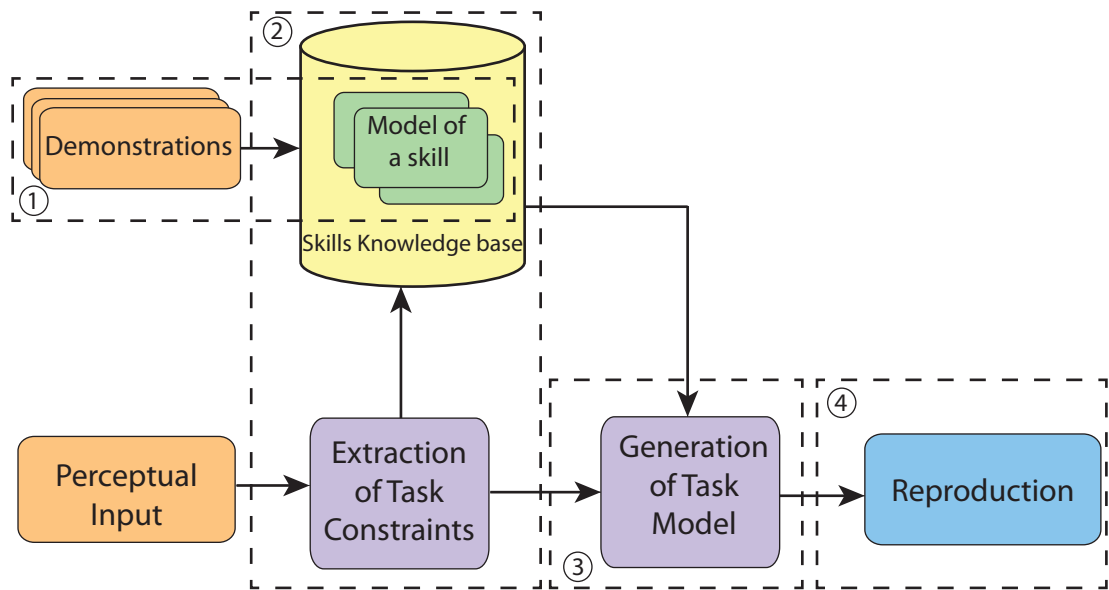 ②
Demonstrations
①
Model of
a skill
Skills Knowledge base
Perceptual
Input
Extraction
of Task
Constraints
③
Generation
of Task
Model
④
Reproduction